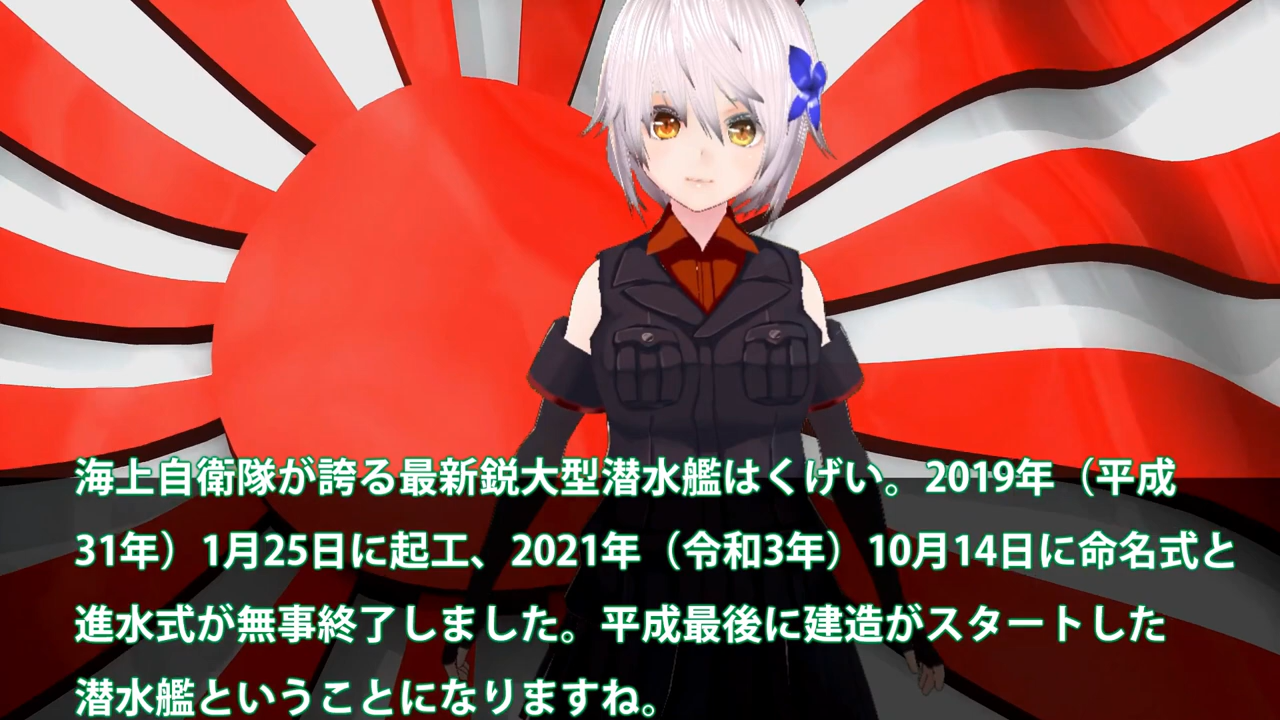 海上自衛隊が誇る最新鋭大型潜水艦はくげい。2019年（平成
31年）1月25日に起工、2021年（令和3年）10月14日に命名式と
進水式が無事終了しました。平成最後に建造がスタートした
潜水艦ということになりますね。